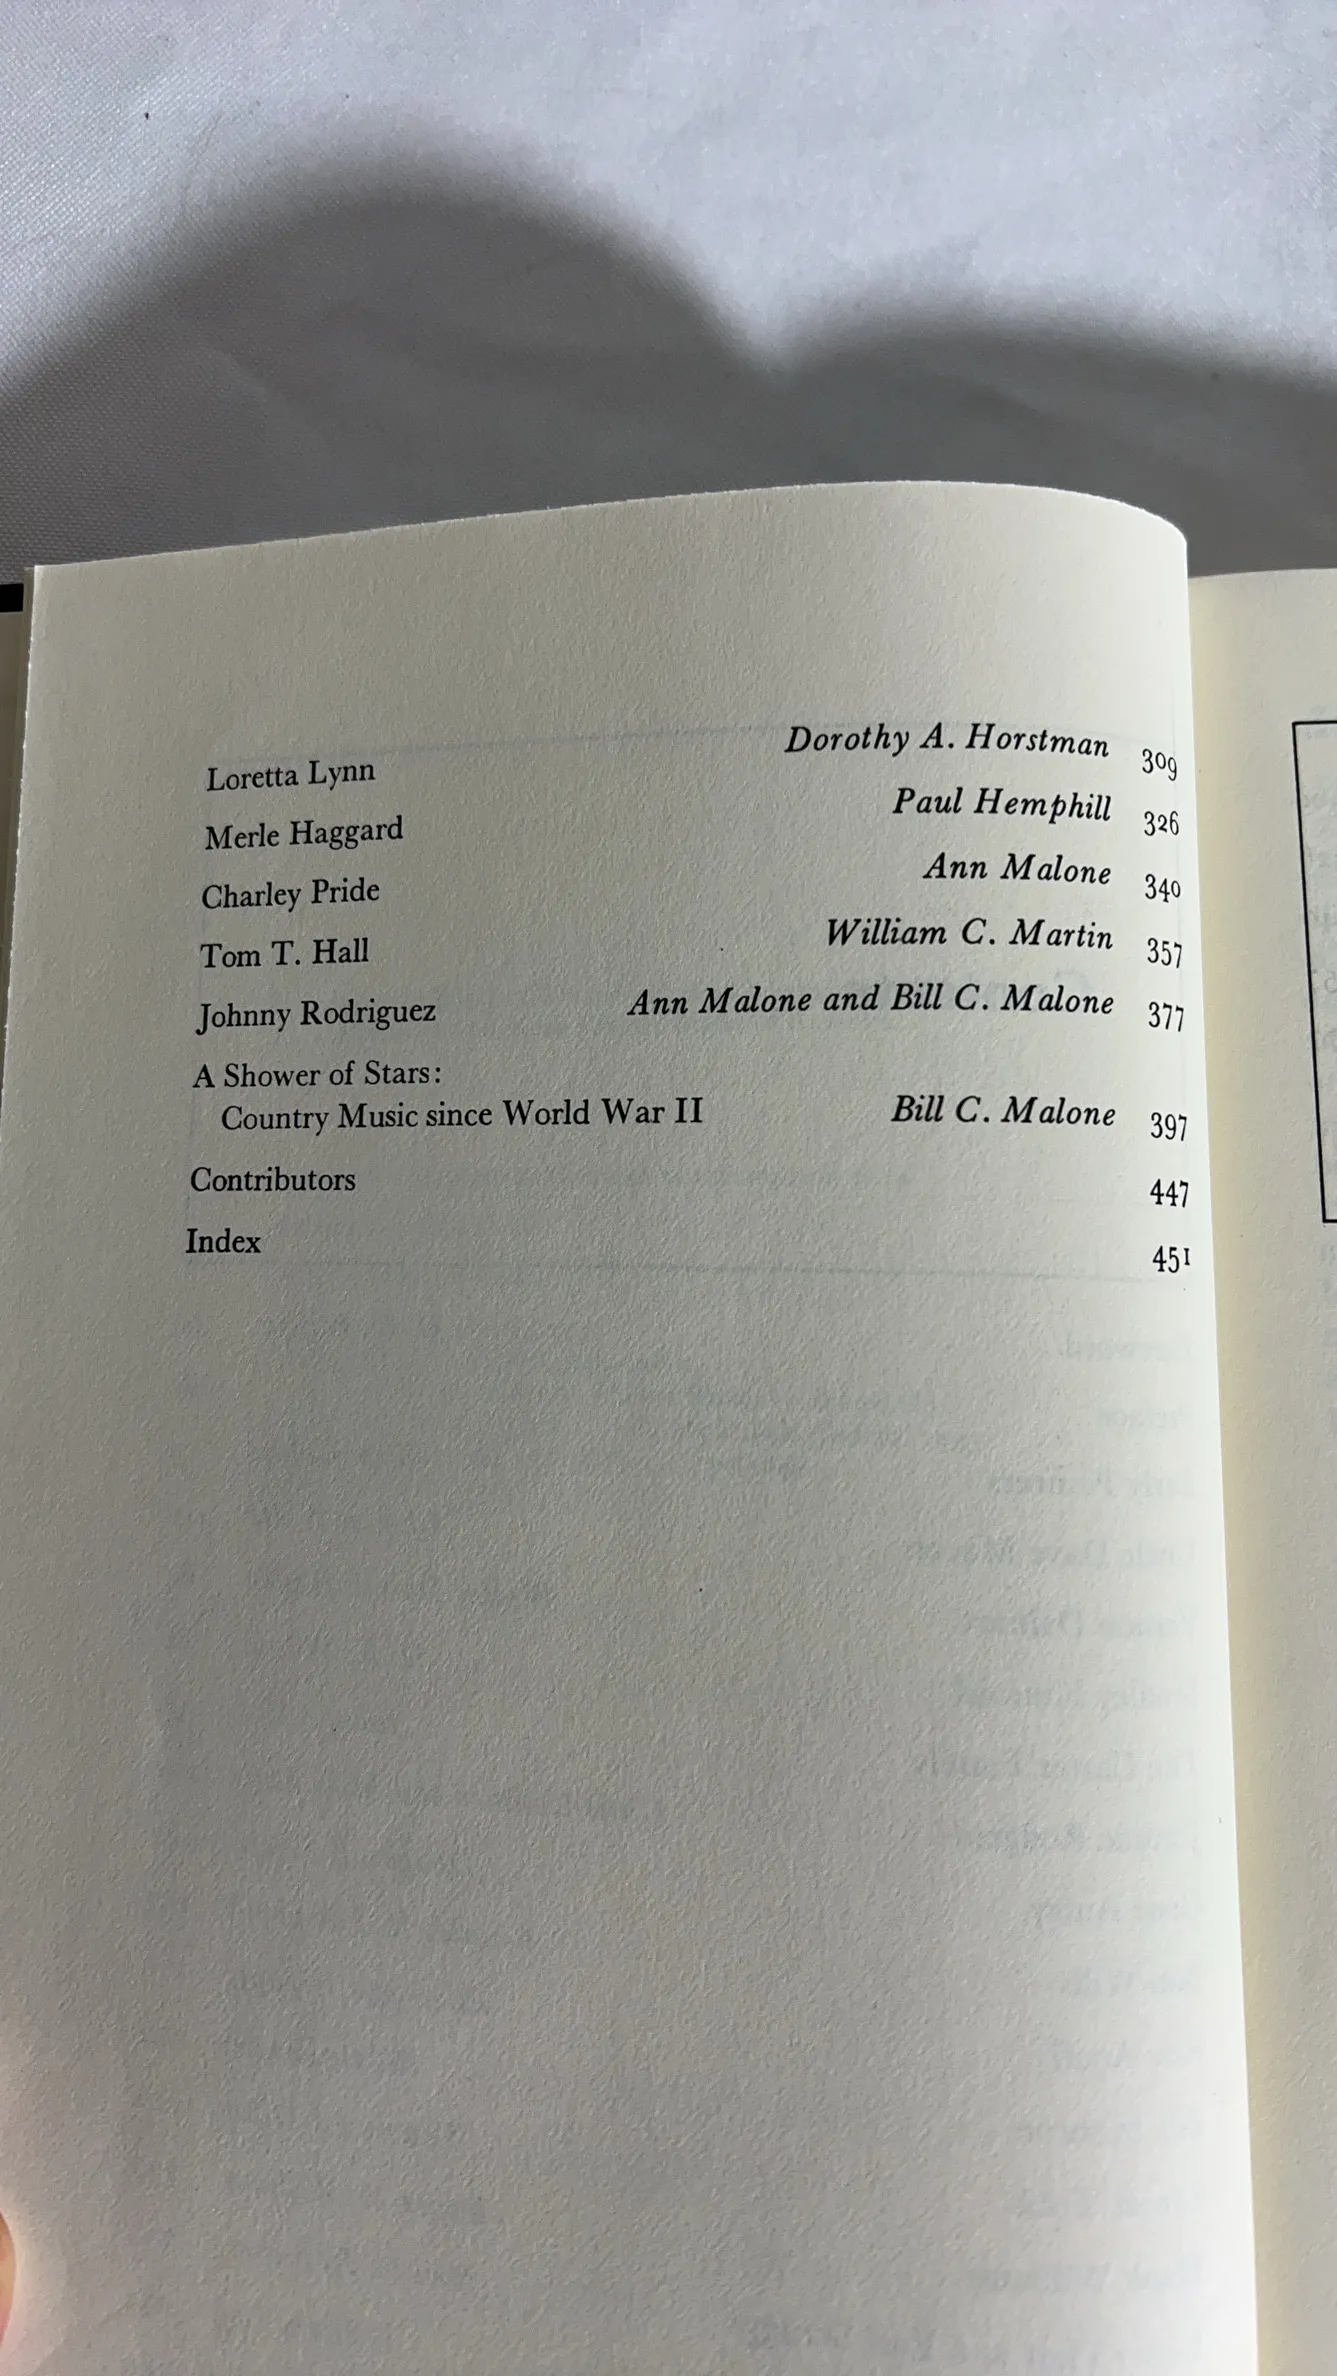 Loretta Lynn Dorothy A. Horstman 309
Merle Haggard Paul Hemphill 326
Charley Pride Ann Malone 340
Tom T. Hall William C. Martin 357
Johnny Rodriguez Ann Malone and Bill C. Malone 377
A Shower of Stars:
Country Music since World War II Bill C. Malone 397
Contributors 447
Index 451